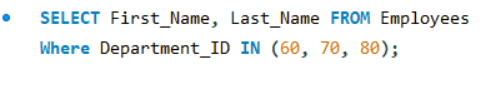 SELECT First_Name, Last_Name FROM Employees
Where Department_ID IN (60, 70, 80);